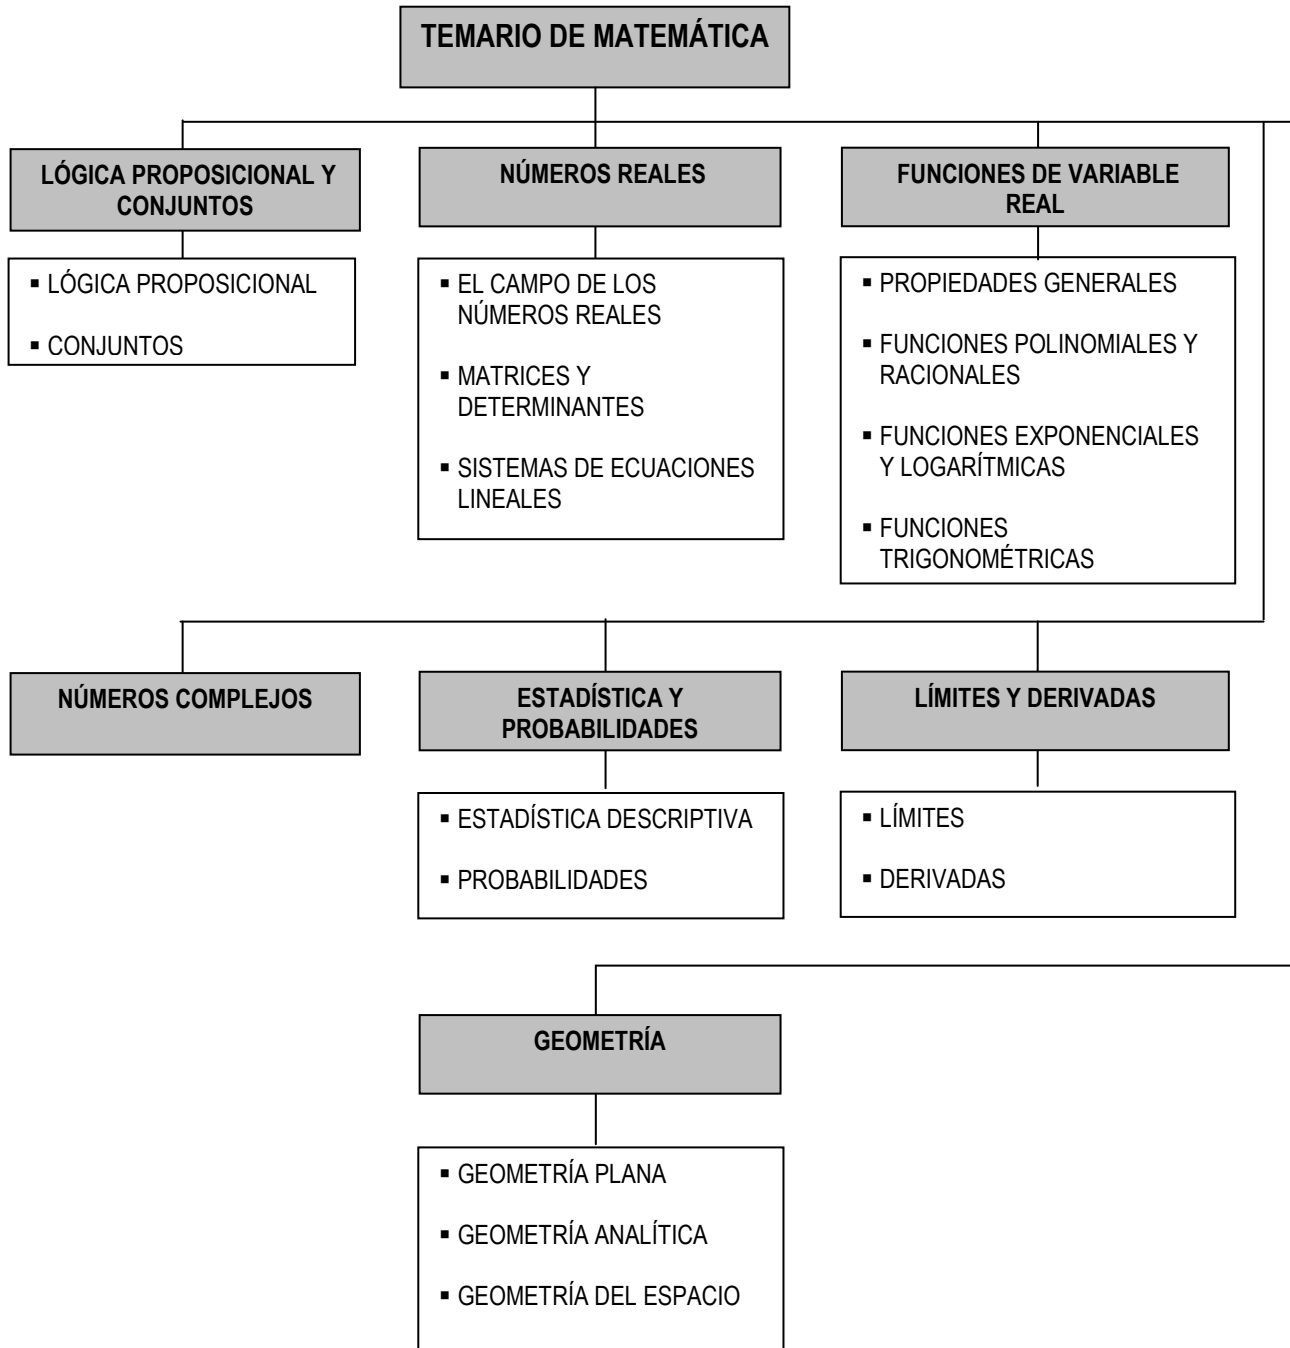 TEMARIO DE MATEMÁTICA
LÓGICA PROPOSICIONAL Y
CONJUNTOS
▪ LÓGICA PROPOSICIONAL
▪ CONJUNTOS
NÚMEROS REALES
▪ EL CAMPO DE LOS
NÚMEROS REALES
▪ MATRICES Y
DETERMINANTES
▪ SISTEMAS DE ECUACIONES
LINEALES
FUNCIONES DE VARIABLE
REAL
▪ PROPIEDADES GENERALES
▪ FUNCIONES POLINOMIALES Y
RACIONALES
▪ FUNCIONES EXPONENCIALES
Y LOGARÍTMICAS
▪ FUNCIONES
TRIGONOMÉTRICAS
NÚMEROS COMPLEJOS
ESTADÍSTICA Y
PROBABILIDADES
▪ ESTADÍSTICA DESCRIPTIVA
▪ PROBABILIDADES
LÍMITES Y DERIVADAS
▪ LÍMITES
▪ DERIVADAS
GEOMETRÍA
▪ GEOMETRÍA PLANA
▪ GEOMETRÍA ANALÍTICA
▪ GEOMETRÍA DEL ESPACIO